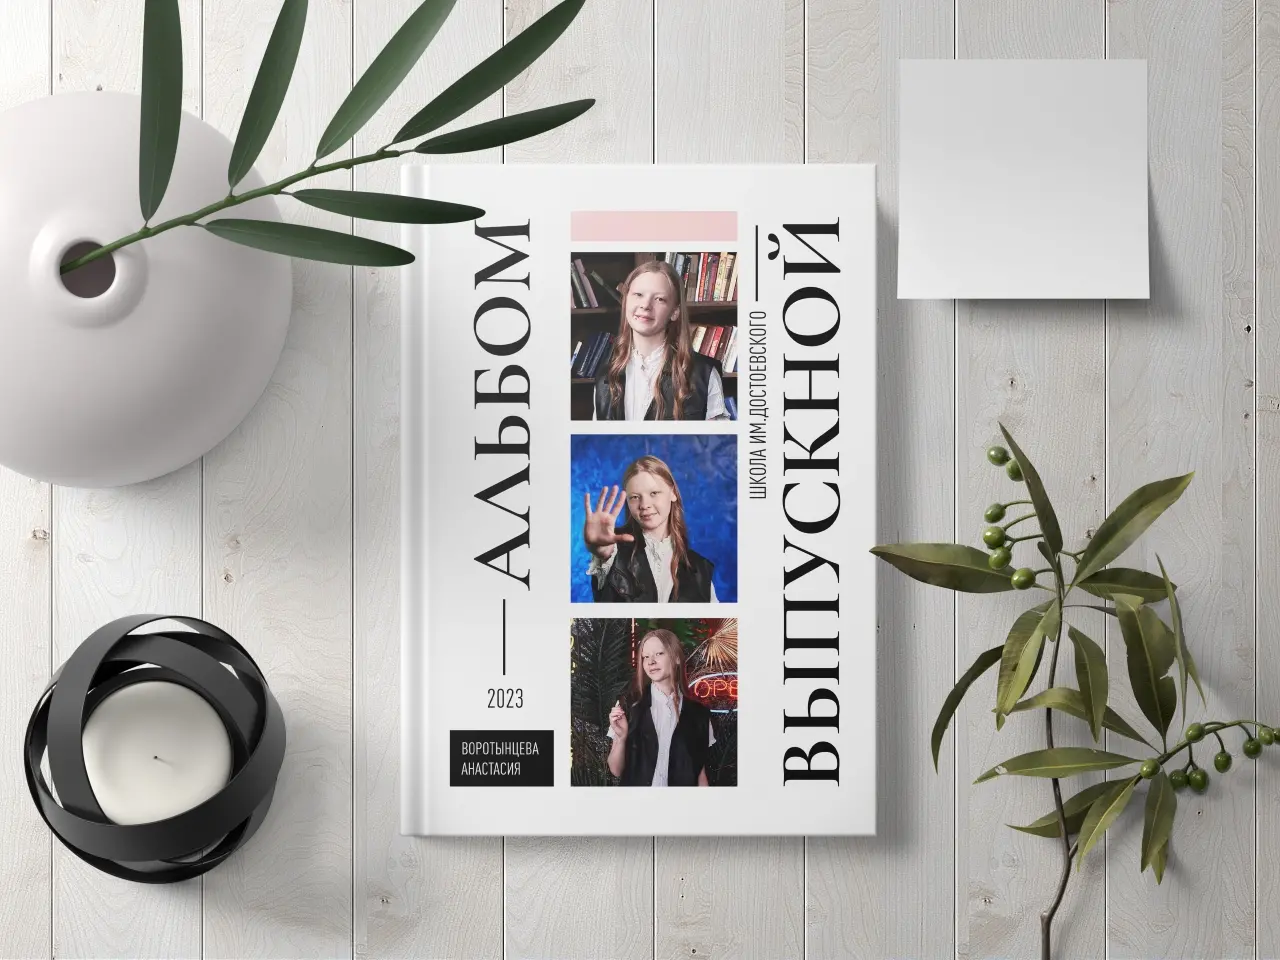 АЛЬБОМ
2023
ВОРОТЫНЦЕВА
АНАСТАСИЯ
ШКОЛА ИМ.ДОСТОЕВСКОГО
ВЫПУСКНОЙ